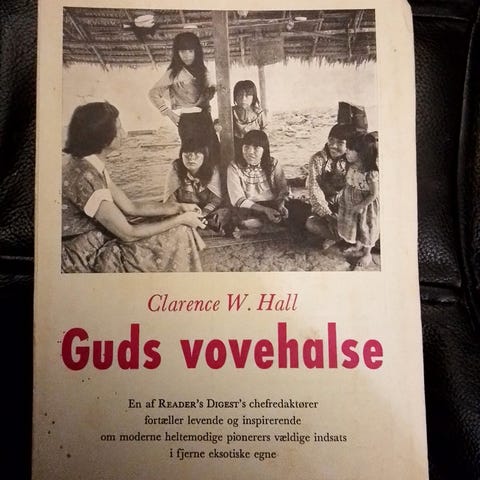 Clarence W. Hall
Guds vovehalse
En af READER'S DIGEST's chefredaktører
fortæller levende og inspirerende
om moderne heltemodige pionerers vældige indsats
i fjerne eksotiske egne